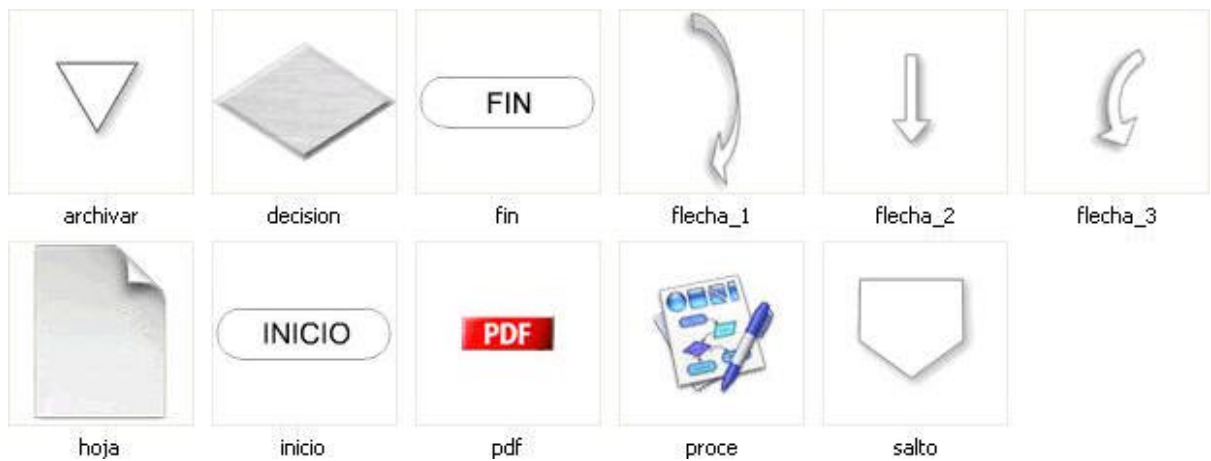 FIN
archivar decision fin flecha_1 flecha_2 flecha_3
INICIO PDF
hoja inicio pdf proce salto